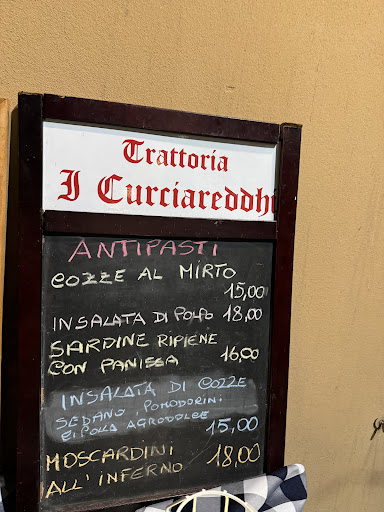 Trattoria
I Curciareddhi
ANTIPASTI
COZZE AL MIRTO
15,00
INSALATA DI POLPO 18,00
SARDINE RIPIENE
CON PANISSA 16,00
INSALATA DI COZZE
SEDANO, POMODORINI
CIPOLLA AGRODOLCE
15,00
MOSCARDINI 18,00
ALL' INFERNO